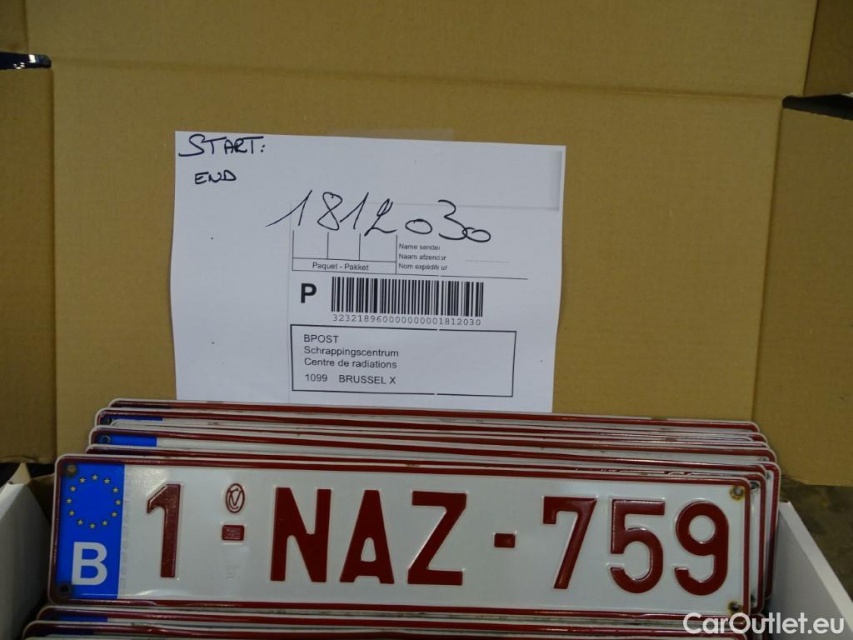 START:
END
1812030
Name sender
Naam afzender
Nom expéditeur
Paquet - Pakket
P
323218960000000001812030
BPOST
Schrappingscentrum
Centre de radiations
1099 BRUSSEL X
B 1-NAZ-759
CarOutlet.eu